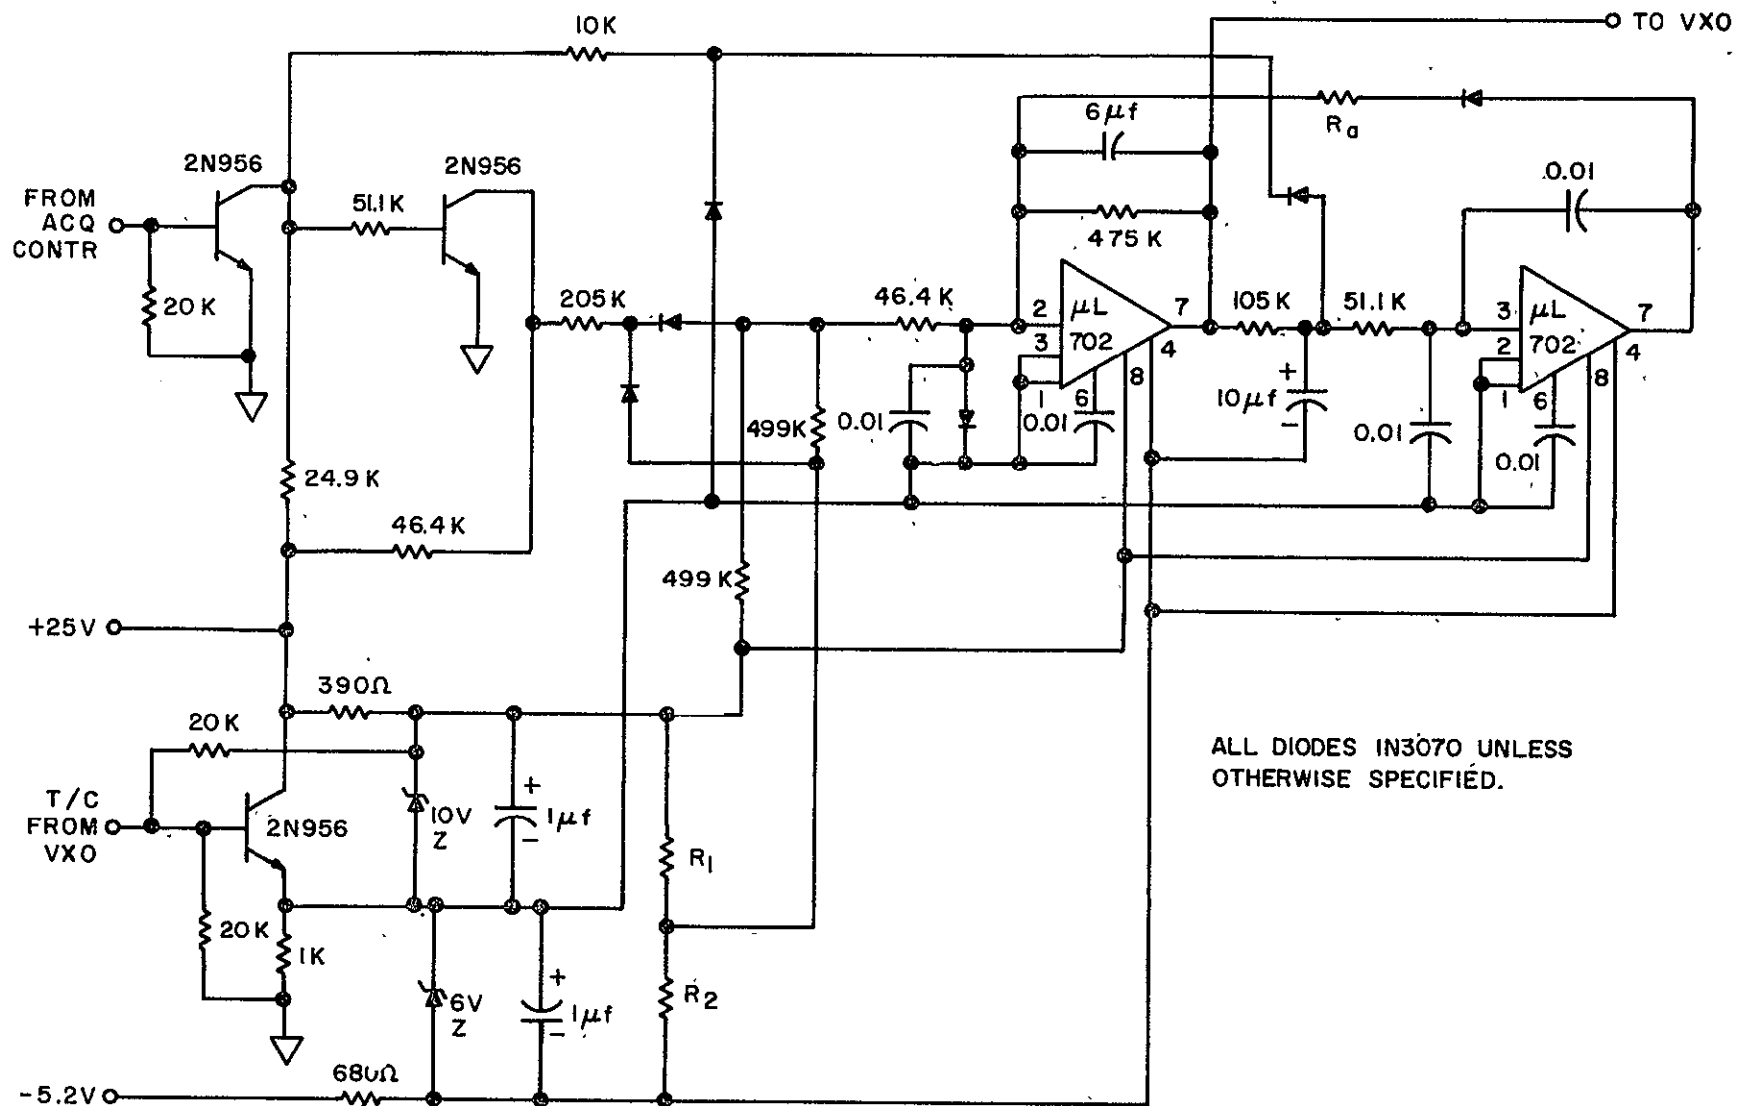 10K
TO VXO
6µf
Ra
2N956
2N956
0.01
FROM
ACQ
CONTR
51.1K
475K
20K
205K
46.4K
2
µL
702
7
3
1
6
8
4
105K
51.1K
3
µL
702
7
2
1
6
8
4
+
10µf
–
499K
0.01
0.01
0.01
0.01
24.9K
46.4K
499K
+25V
390Ω
20K
ALL DIODES IN3070 UNLESS
OTHERWISE SPECIFIED.
T/C
FROM
VXO
2N956
10V
Z
+
1µf
–
R1
20K
1K
6V
Z
+
1µf
–
R2
680Ω
-5.2V